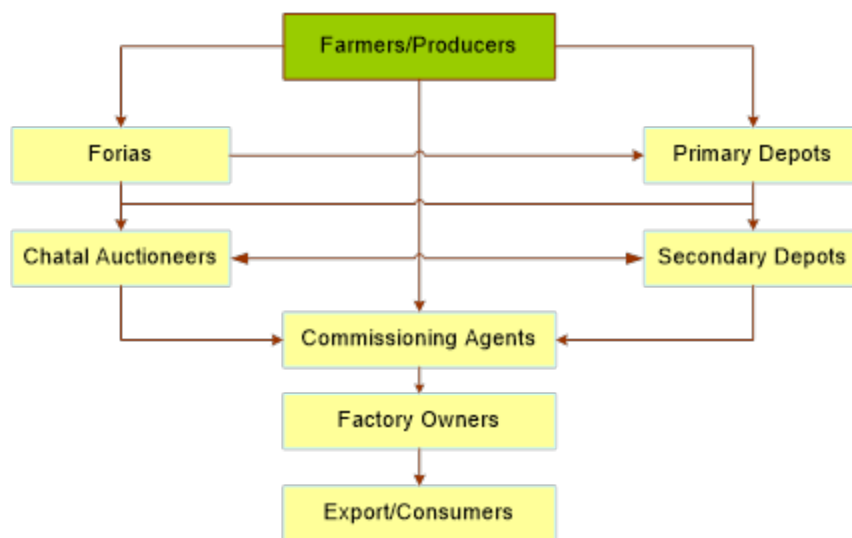 Farmers/Producers
Forias
Primary Depots
Chatal Auctioneers
Secondary Depots
Commissioning Agents
Factory Owners
Export/Consumers